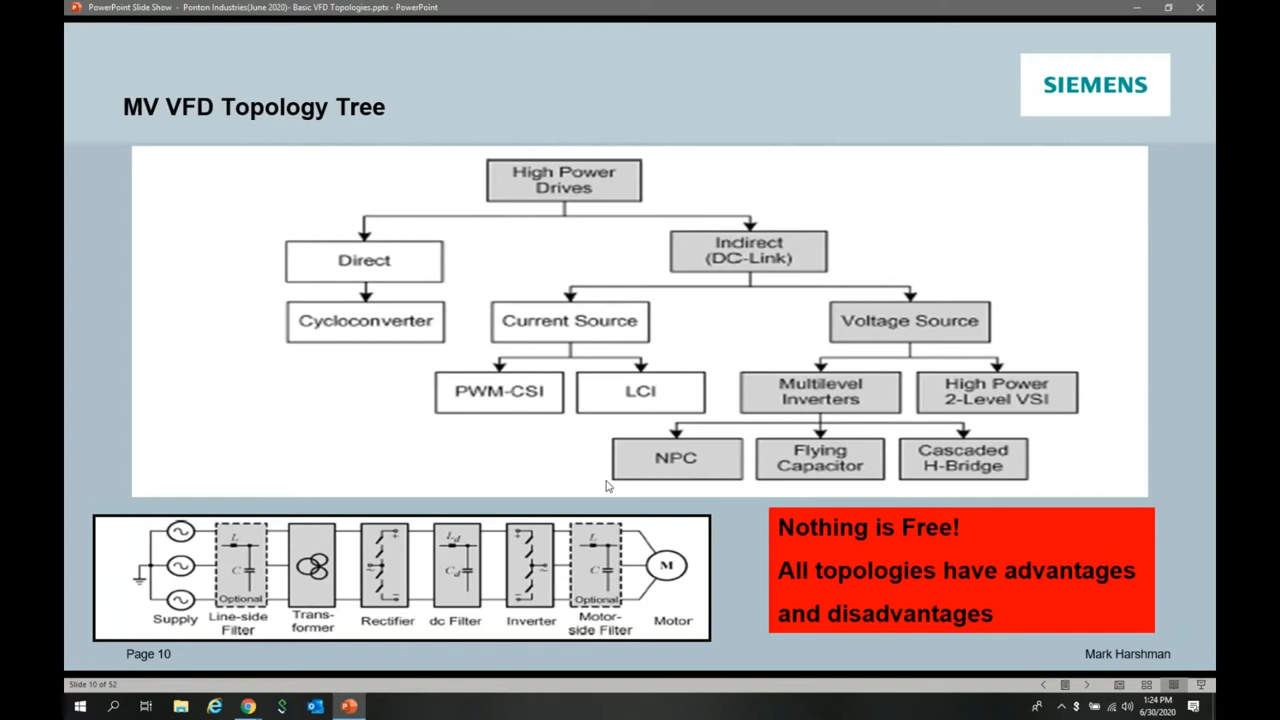 PowerPoint Slide Show - Ponton Industries(June 2020)- Basic VFD Topologies.pptx - PowerPoint
SIEMENS
MV VFD Topology Tree
High Power
Drives
Direct
Indirect
(DC-Link)
Cycloconverter
Current Source
Voltage Source
PWM-CSI
LCI
Multilevel
Inverters
High Power
2-Level VSI
NPC
Flying
Capacitor
Cascaded
H-Bridge
L
C
Optional
Supply
Line-side
Filter
Trans-
former
+
~
−
Rectifier
Ld
Cd
dc Filter
+
~
−
Inverter
L
C
Optional
Motor-
side Filter
M
Motor
Nothing is Free!
All topologies have advantages
and disadvantages
Page 10
Mark Harshman
Slide 10 of 52
1:24 PM
6/30/2020